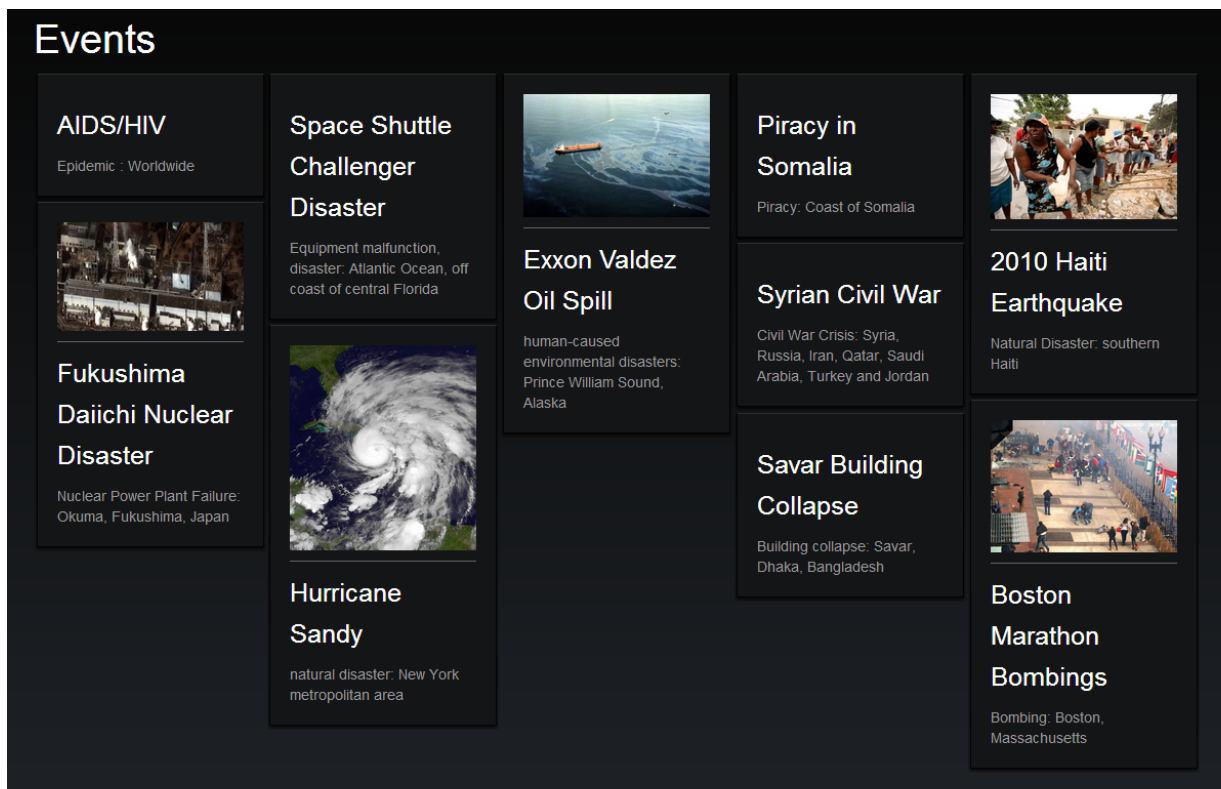 Events
AIDS/HIV
Epidemic : Worldwide
Fukushima
Daiichi Nuclear
Disaster
Nuclear Power Plant Failure:
Okuma, Fukushima, Japan
Space Shuttle
Challenger
Disaster
Equipment malfunction,
disaster: Atlantic Ocean, off
coast of central Florida
Hurricane
Sandy
natural disaster: New York
metropolitan area
Exxon Valdez
Oil Spill
human-caused
environmental disasters:
Prince William Sound,
Alaska
Piracy in
Somalia
Piracy: Coast of Somalia
Syrian Civil War
Civil War Crisis: Syria,
Russia, Iran, Qatar, Saudi
Arabia, Turkey and Jordan
Savar Building
Collapse
Building collapse: Savar,
Dhaka, Bangladesh
2010 Haiti
Earthquake
Natural Disaster: southern
Haiti
Boston
Marathon
Bombings
Bombing: Boston,
Massachusetts